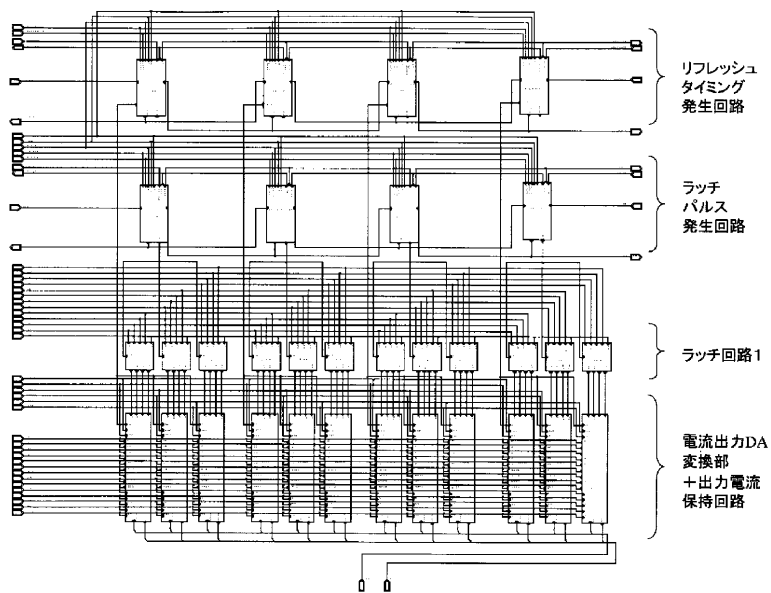 リフレッシュ
タイミング
発生回路
ラッチ
パルス
発生回路
ラッチ回路1
電流出力DA
変換部
+出力電流
保持回路